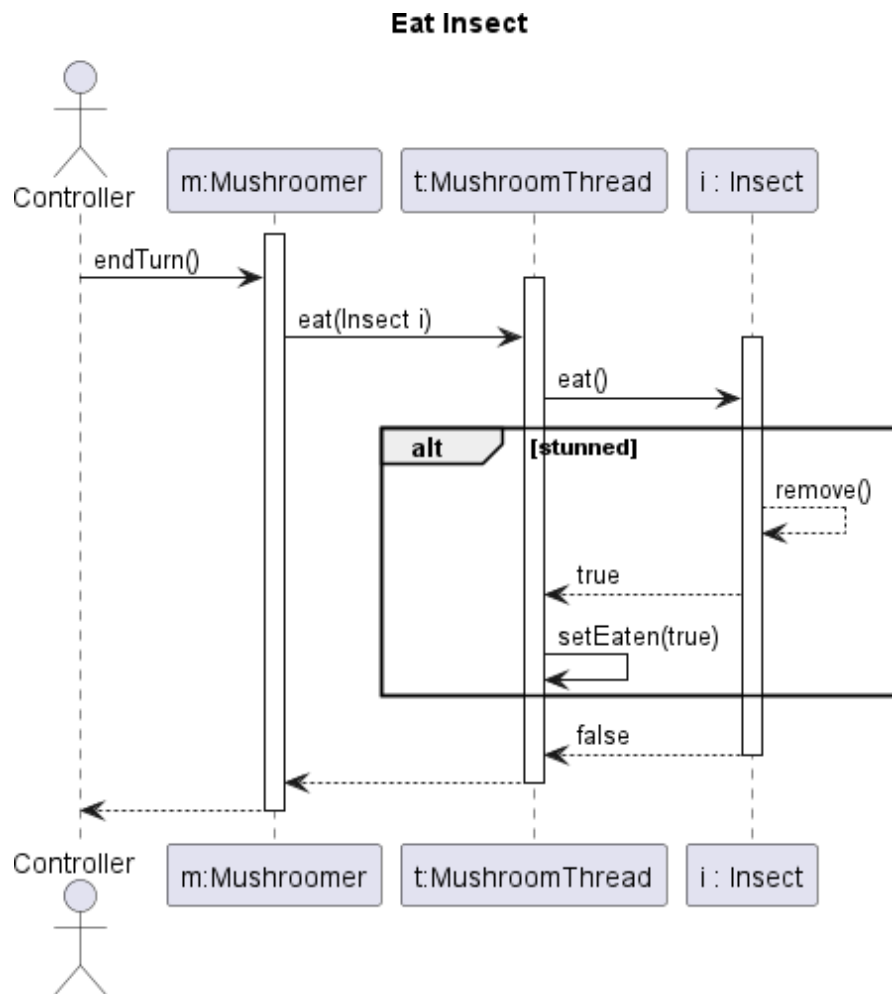 Eat Insect
Controller
m:Mushroomer
t:MushroomThread
i : Insect
endTurn()
eat(Insect i)
eat()
alt
[stunned]
remove()
true
setEaten(true)
false
Controller
m:Mushroomer
t:MushroomThread
i : Insect